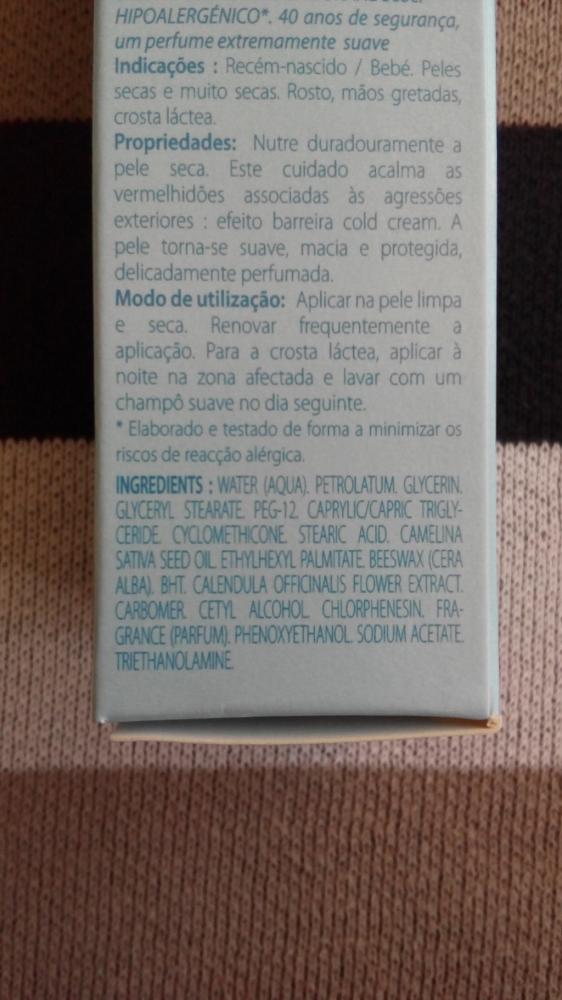 HIPOALERGÉNICO*. 40 anos de segurança,
um perfume extremamente suave
Indicações : Recém-nascido / Bebé. Peles
secas e muito secas. Rosto, mãos gretadas,
crosta láctea.
Propriedades: Nutre duradouramente a
pele seca. Este cuidado acalma as
vermelhidões associadas às agressões
exteriores : efeito barreira cold cream. A
pele torna-se suave, macia e protegida,
delicadamente perfumada.
Modo de utilização: Aplicar na pele limpa
e seca. Renovar frequentemente a
aplicação. Para a crosta láctea, aplicar à
noite na zona afectada e lavar com um
champô suave no dia seguinte.
* Elaborado e testado de forma a minimizar os
riscos de reacção alérgica.
INGREDIENTS : WATER (AQUA). PETROLATUM. GLYCERIN.
GLYCERYL STEARATE. PEG-12. CAPRYLIC/CAPRIC TRIGLY-
CERIDE. CYCLOMETHICONE. STEARIC ACID. CAMELINA
SATIVA SEED OIL. ETHYLHEXYL PALMITATE. BEESWAX (CERA
ALBA). BHT. CALENDULA OFFICINALIS FLOWER EXTRACT.
CARBOMER. CETYL ALCOHOL. CHLORPHENESIN. FRA-
GRANCE (PARFUM). PHENOXYETHANOL. SODIUM ACETATE.
TRIETHANOLAMINE.